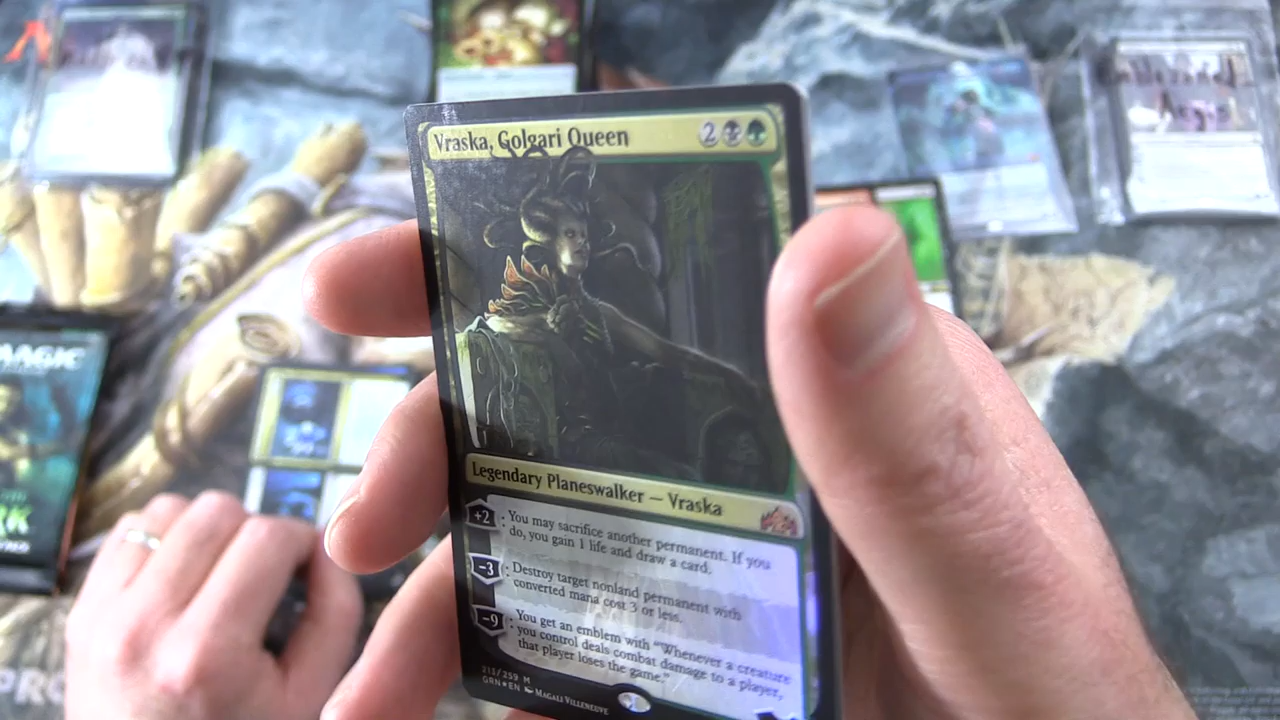 Vraska, Golgari Queen 2
Legendary Planeswalker — Vraska
+2 : You may sacrifice another permanent. If you
do, you gain 1 life and draw a card.
−3 : Destroy target nonland permanent with
converted mana cost 3 or less.
−9 : You get an emblem with "Whenever a creature
you control deals combat damage to a player,
that player loses the game."
211/259 M
GRN★EN MAGALI VILLENEUVE
MAGIC